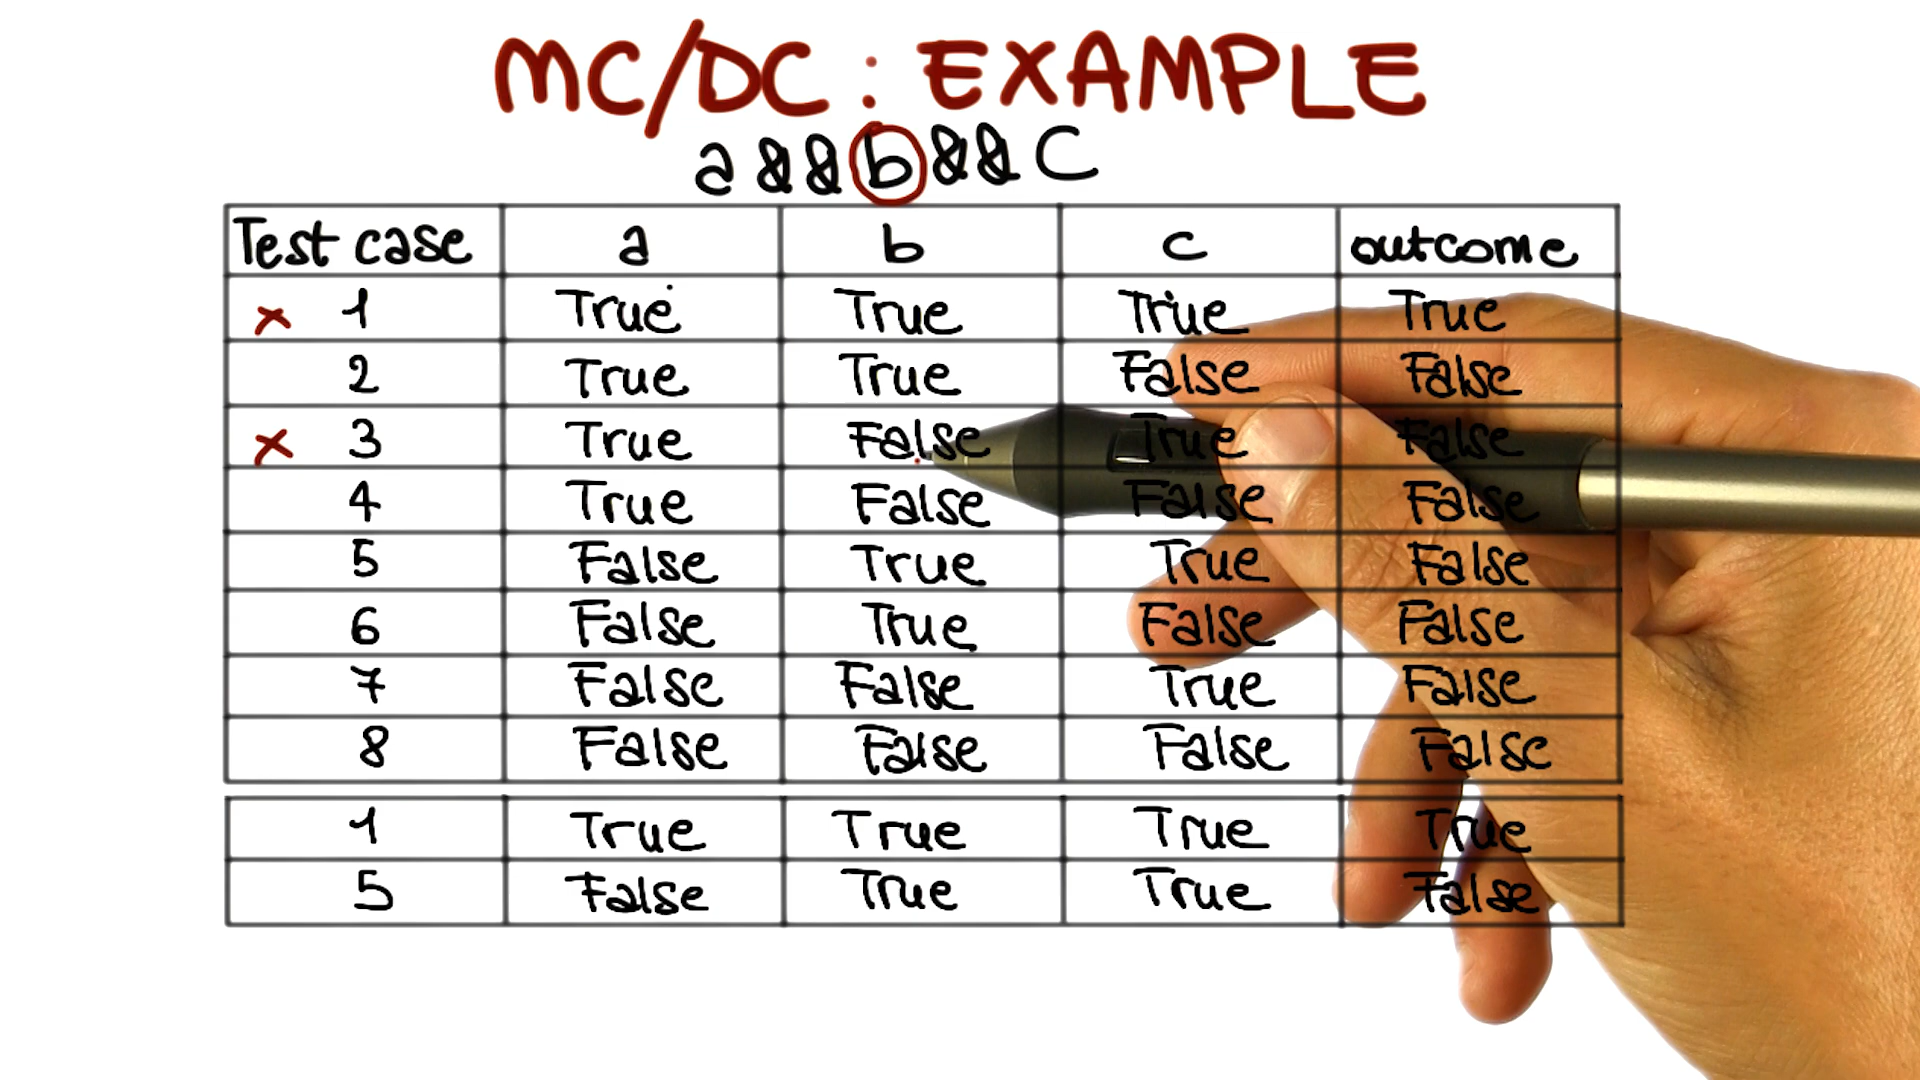 MC/DC: EXAMPLE
a && b && C
Test case a b c outcome
x 1 True True True True
2 True True False False
x 3 True False True False
4 True False False False
5 False True True False
6 False True False False
7 False False True False
8 False False False False
1 True True True True
5 False True True False